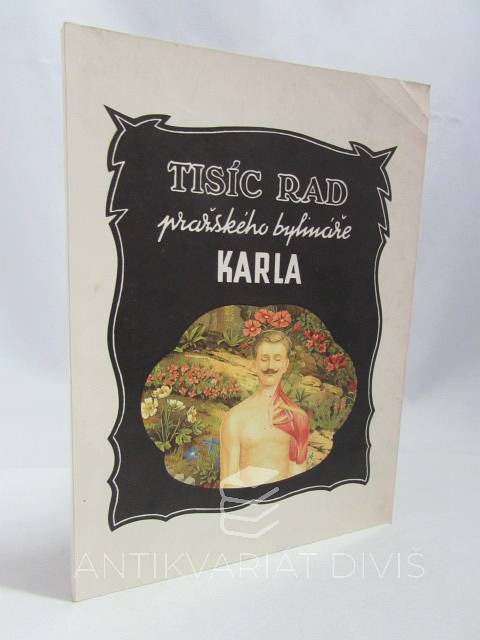 TISÍC RAD
pražského bylináře
KARLA
ANTIKVARIÁT DIVIŠ